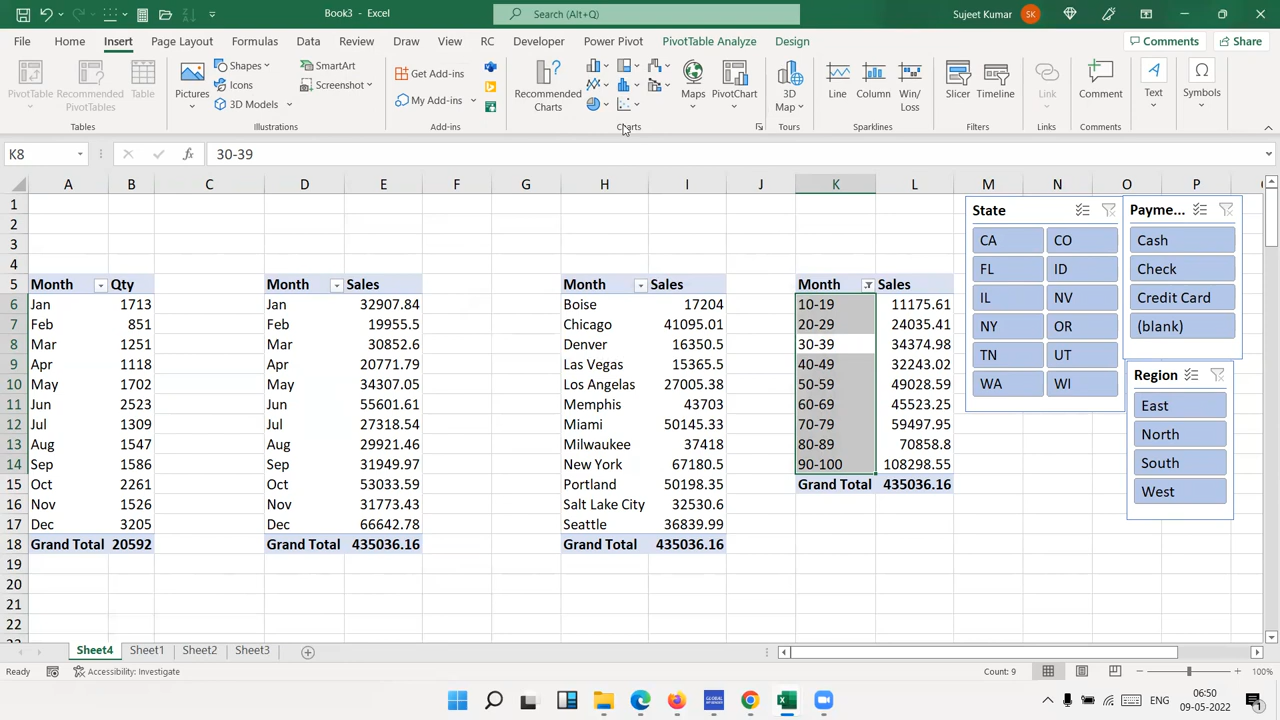 Book3 - Excel
Search (Alt+Q)
Sujeet Kumar
SK
File Home Insert Page Layout Formulas Data Review Draw View RC Developer Help Power Pivot PivotTable Analyze Design
Comments Share
PivotTable
Recommended PivotTables
Table
Tables
Pictures
Shapes
Icons
3D Models
SmartArt
Screenshot
Illustrations
Get Add-ins
My Add-ins
Add-ins
Recommended Charts
Maps
PivotChart
Charts
3D Map
Tours
Line
Column
Win/Loss
Sparklines
Slicer
Timeline
Filters
Link
Links
Comment
Comments
Text
Symbols
K8 fx 30-39
A B C D E F G H I J K L M N O P
1
2
3
4
5 Month Qty Month Sales Month Sales Month Sales
6 Jan 1713 Jan 32907.84 Boise 17204 10-19 11175.61
7 Feb 851 Feb 19955.5 Chicago 41095.01 20-29 24035.41
8 Mar 1251 Mar 30852.6 Denver 16350.5 30-39 34374.98
9 Apr 1118 Apr 20771.79 Las Vegas 15365.5 40-49 32243.02
10 May 1702 May 34307.05 Los Angelas 27005.38 50-59 49028.59
11 Jun 2523 Jun 55601.61 Memphis 43703 60-69 45523.25
12 Jul 1309 Jul 27318.54 Miami 50145.33 70-79 59497.95
13 Aug 1547 Aug 29921.46 Milwaukee 37418 80-89 70858.8
14 Sep 1586 Sep 31949.97 New York 67180.5 90-100 108298.55
15 Oct 2261 Oct 53033.59 Portland 50198.35 Grand Total 435036.16
16 Nov 1526 Nov 31773.43 Salt Lake City 32530.6
17 Dec 3205 Dec 66642.78 Seattle 36839.99
18 Grand Total 20592 Grand Total 435036.16 Grand Total 435036.16
19
20
21
22
State
CA CO
FL ID
IL NV
NY OR
TN UT
WA WI
Payme...
Cash
Check
Credit Card
(blank)
Region
East
North
South
West
Sheet4 Sheet1 Sheet2 Sheet3
Ready Accessibility: Investigate Count: 9 100%
ENG 06:50
09-05-2022